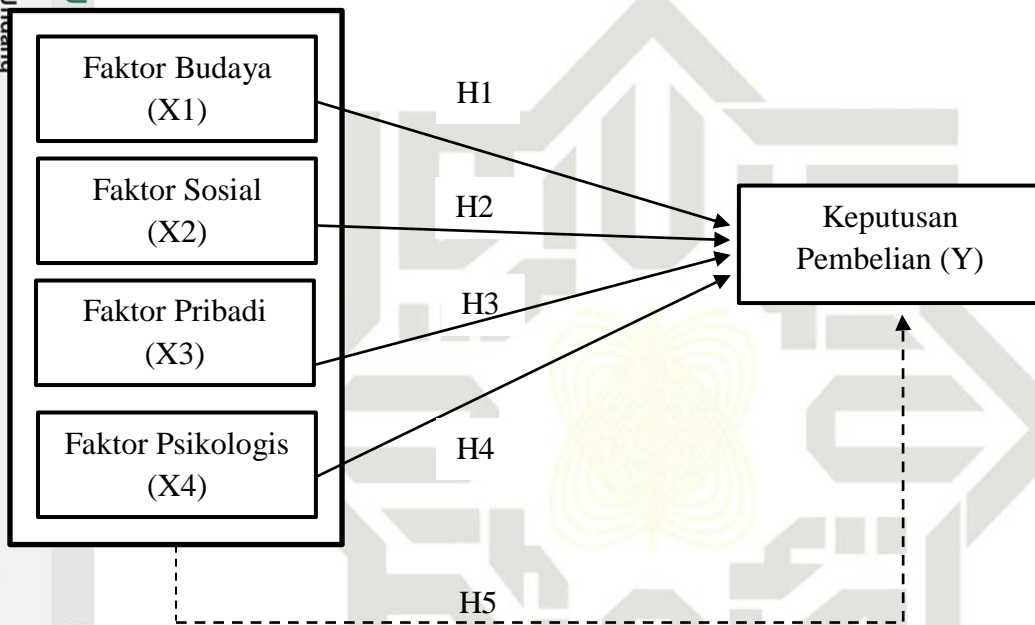 Faktor Budaya
(X1)
Faktor Sosial
(X2)
Faktor Pribadi
(X3)
Faktor Psikologis
(X4)
H1
H2
H3
H4
H5
Keputusan
Pembelian (Y)